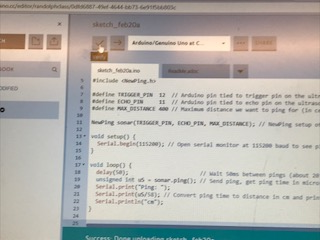 Arduino/Genuino Uno at C...
sketch_feb20a.ino
#include <NewPing.h>
#define TRIGGER_PIN 12 // Arduino pin tied to trigger pin on the ultra
#define ECHO_PIN 11 // Arduino pin tied to echo pin on the ultraso
#define MAX_DISTANCE 400 // Maximum distance we want to ping for (in ce
NewPing sonar(TRIGGER_PIN, ECHO_PIN, MAX_DISTANCE); // NewPing setup o
void setup() {
Serial.begin(115200); // Open serial monitor at 115200 baud to see pi
}
void loop() {
delay(50); // Wait 50ms between pings (about 20
unsigned int uS = sonar.ping(); // Send ping, get ping time in micros
Serial.print("Ping: ");
Serial.print(uS/58); // Convert ping time to distance in cm and prin
Serial.println("cm");
Success: Done uploading sketch_feb20a